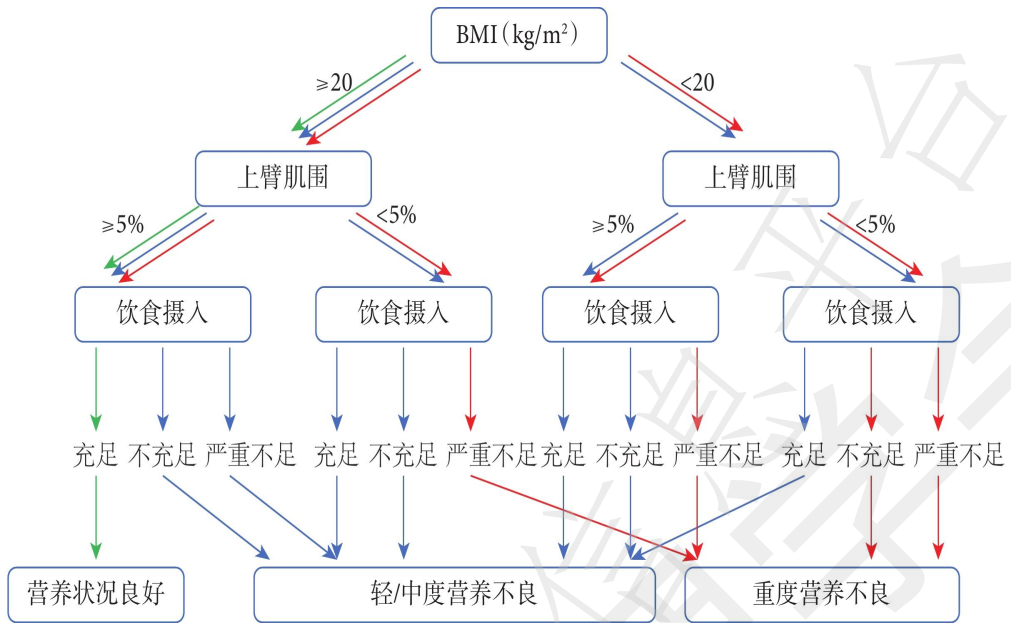 BMI（kg/m²）
≥20
<20
上臂肌围
上臂肌围
≥5%
<5%
≥5%
<5%
饮食摄入
饮食摄入
饮食摄入
饮食摄入
充足 不充足 严重不足 充足 不充足 严重不足 充足 不充足 严重不足 充足 不充足 严重不足
营养状况良好
轻/中度营养不良
重度营养不良